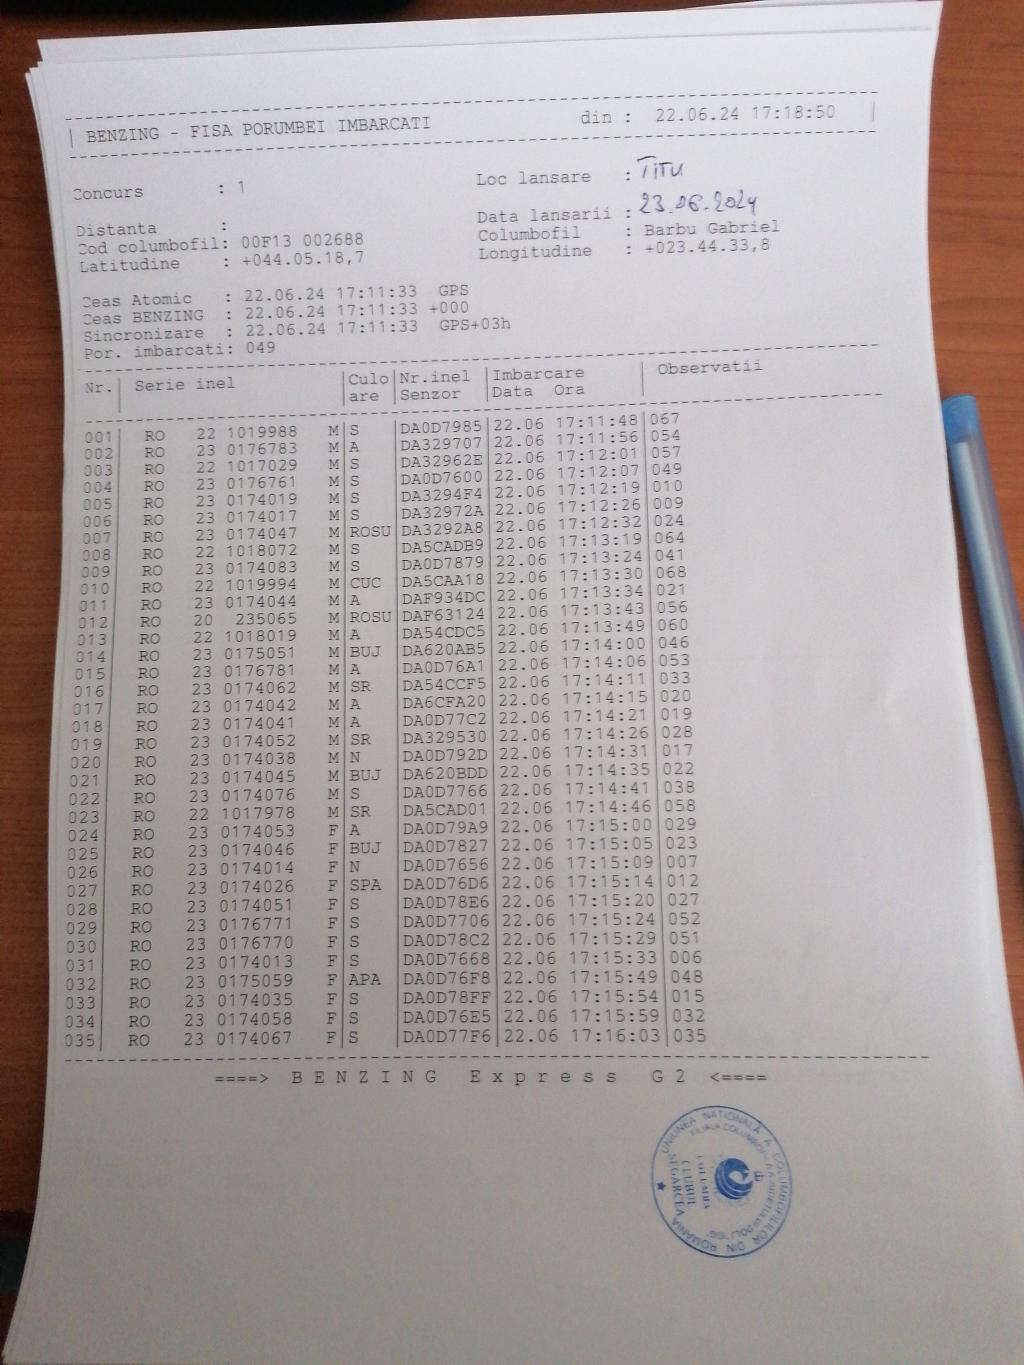 BENZING - FISA PORUMBEI IMBARCATI din : 22.06.24 17:18:50
Concurs : 1 Loc lansare : TITU
Distanta : Data lansarii : 23.06.2024
Cod columbofil: 00F13 002688 Columbofil : Barbu Gabriel
Latitudine : +044.05.18,7 Longitudine : +023.44.33,8
Ceas Atomic : 22.06.24 17:11:33 GPS
Ceas BENZING : 22.06.24 17:11:33 +000
Sincronizare : 22.06.24 17:11:33 GPS+03h
Por. imbarcati: 049
Nr. Serie inel Culo Nr.inel Imbarcare Observatii
are Senzor Data Ora
001 RO 22 1019988 M S DA0D7985 22.06 17:11:48 067
002 RO 23 0176783 M A DA329707 22.06 17:11:56 054
003 RO 22 1017029 M S DA32962E 22.06 17:12:01 057
004 RO 23 0176761 M S DA0D7600 22.06 17:12:07 049
005 RO 23 0174019 M S DA3294F4 22.06 17:12:19 010
006 RO 23 0174017 M S DA32972A 22.06 17:12:26 009
007 RO 23 0174047 M ROSU DA3292A8 22.06 17:12:32 024
008 RO 22 1018072 M S DA5CADB9 22.06 17:13:19 064
009 RO 23 0174083 M S DA0D7879 22.06 17:13:24 041
010 RO 22 1019994 M CUC DA5CAA18 22.06 17:13:30 068
011 RO 23 0174044 M A DAF934DC 22.06 17:13:34 021
012 RO 20 235065 M ROSU DAF63124 22.06 17:13:43 056
013 RO 22 1018019 M A DA54CDC5 22.06 17:13:49 060
014 RO 23 0175051 M BUJ DA620AB5 22.06 17:14:00 046
015 RO 23 0176781 M A DA0D76A1 22.06 17:14:06 053
016 RO 23 0174062 M SR DA54CCF5 22.06 17:14:11 033
017 RO 23 0174042 M A DA6CFA20 22.06 17:14:15 020
018 RO 23 0174041 M A DA0D77C2 22.06 17:14:21 019
019 RO 23 0174052 M SR DA329530 22.06 17:14:26 028
020 RO 23 0174038 M N DA0D792D 22.06 17:14:31 017
021 RO 23 0174045 M BUJ DA620BDD 22.06 17:14:35 022
022 RO 23 0174076 M S DA0D7766 22.06 17:14:41 038
023 RO 22 1017978 M SR DA5CAD01 22.06 17:14:46 058
024 RO 23 0174053 F A DA0D79A9 22.06 17:15:00 029
025 RO 23 0174046 F BUJ DA0D7827 22.06 17:15:05 023
026 RO 23 0174014 F N DA0D7656 22.06 17:15:09 007
027 RO 23 0174026 F SPA DA0D76D6 22.06 17:15:14 012
028 RO 23 0174051 F S DA0D78E6 22.06 17:15:20 027
029 RO 23 0176771 F S DA0D7706 22.06 17:15:24 052
030 RO 23 0176770 F S DA0D78C2 22.06 17:15:29 051
031 RO 23 0174013 F S DA0D7668 22.06 17:15:33 006
032 RO 23 0175059 F APA DA0D76F8 22.06 17:15:49 048
033 RO 23 0174035 F S DA0D78FF 22.06 17:15:54 015
034 RO 23 0174058 F S DA0D76E5 22.06 17:15:59 032
035 RO 23 0174067 F S DA0D77F6 22.06 17:16:03 035
====> BENZING Express G2 <====
UNIUNEA NATIONALĂ A COLUMBOFILILOR DIN ROMÂNIA
CLUBUL
COLUMBA
SEGARCEA